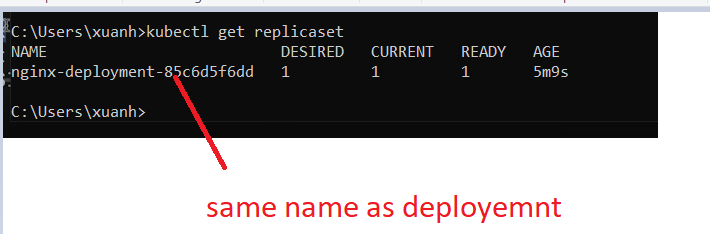 C:\Users\xuanh>kubectl get replicaset
NAME DESIRED CURRENT READY AGE
nginx-deployment-85c6d5f6dd 1 1 1 5m9s
C:\Users\xuanh>
same name as deployemnt